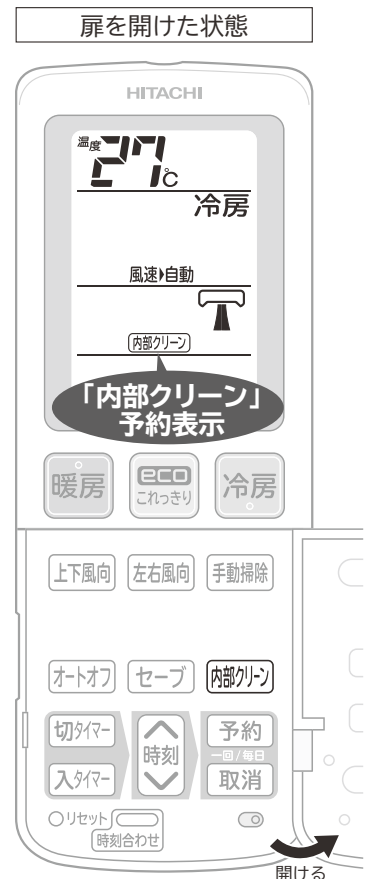 扉を開けた状態
HITACHI
温度27℃
冷房
風速▶自動
内部クリーン
「内部クリーン」
予約表示
暖房
eco
これっきり
冷房
上下風向 左右風向 手動掃除
オートオフ セーブ 内部クリーン
切タイマー 時刻 予約
一回/毎日
入タイマー 取消
リセット
時刻合わせ
開ける